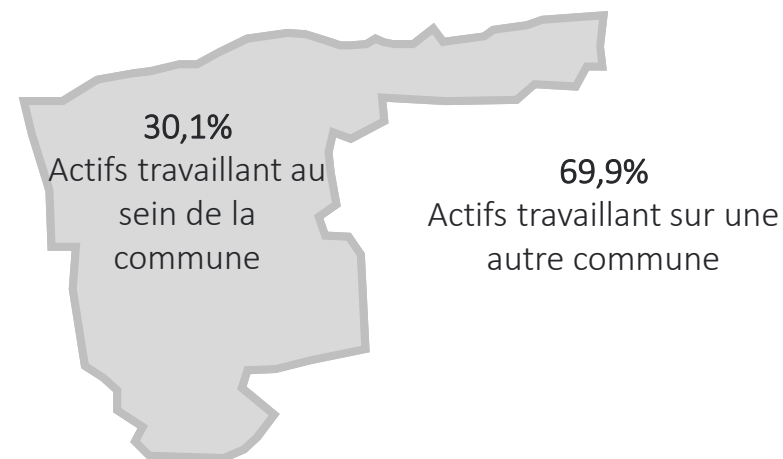 30,1%
Actifs travaillant au
sein de la
commune
69,9%
Actifs travaillant sur une
autre commune